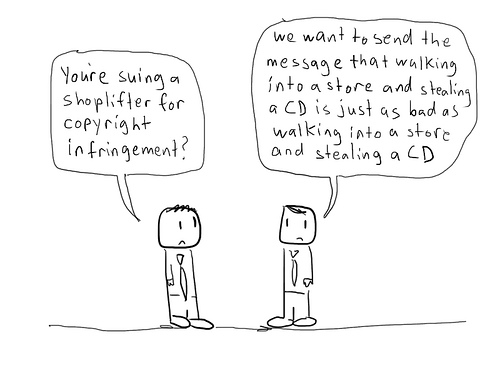 You're suing a
shoplifter for
copyright
infringement?
we want to send the
message that walking
into a store and stealing
a CD is just as bad as
walking into a store
and stealing a CD